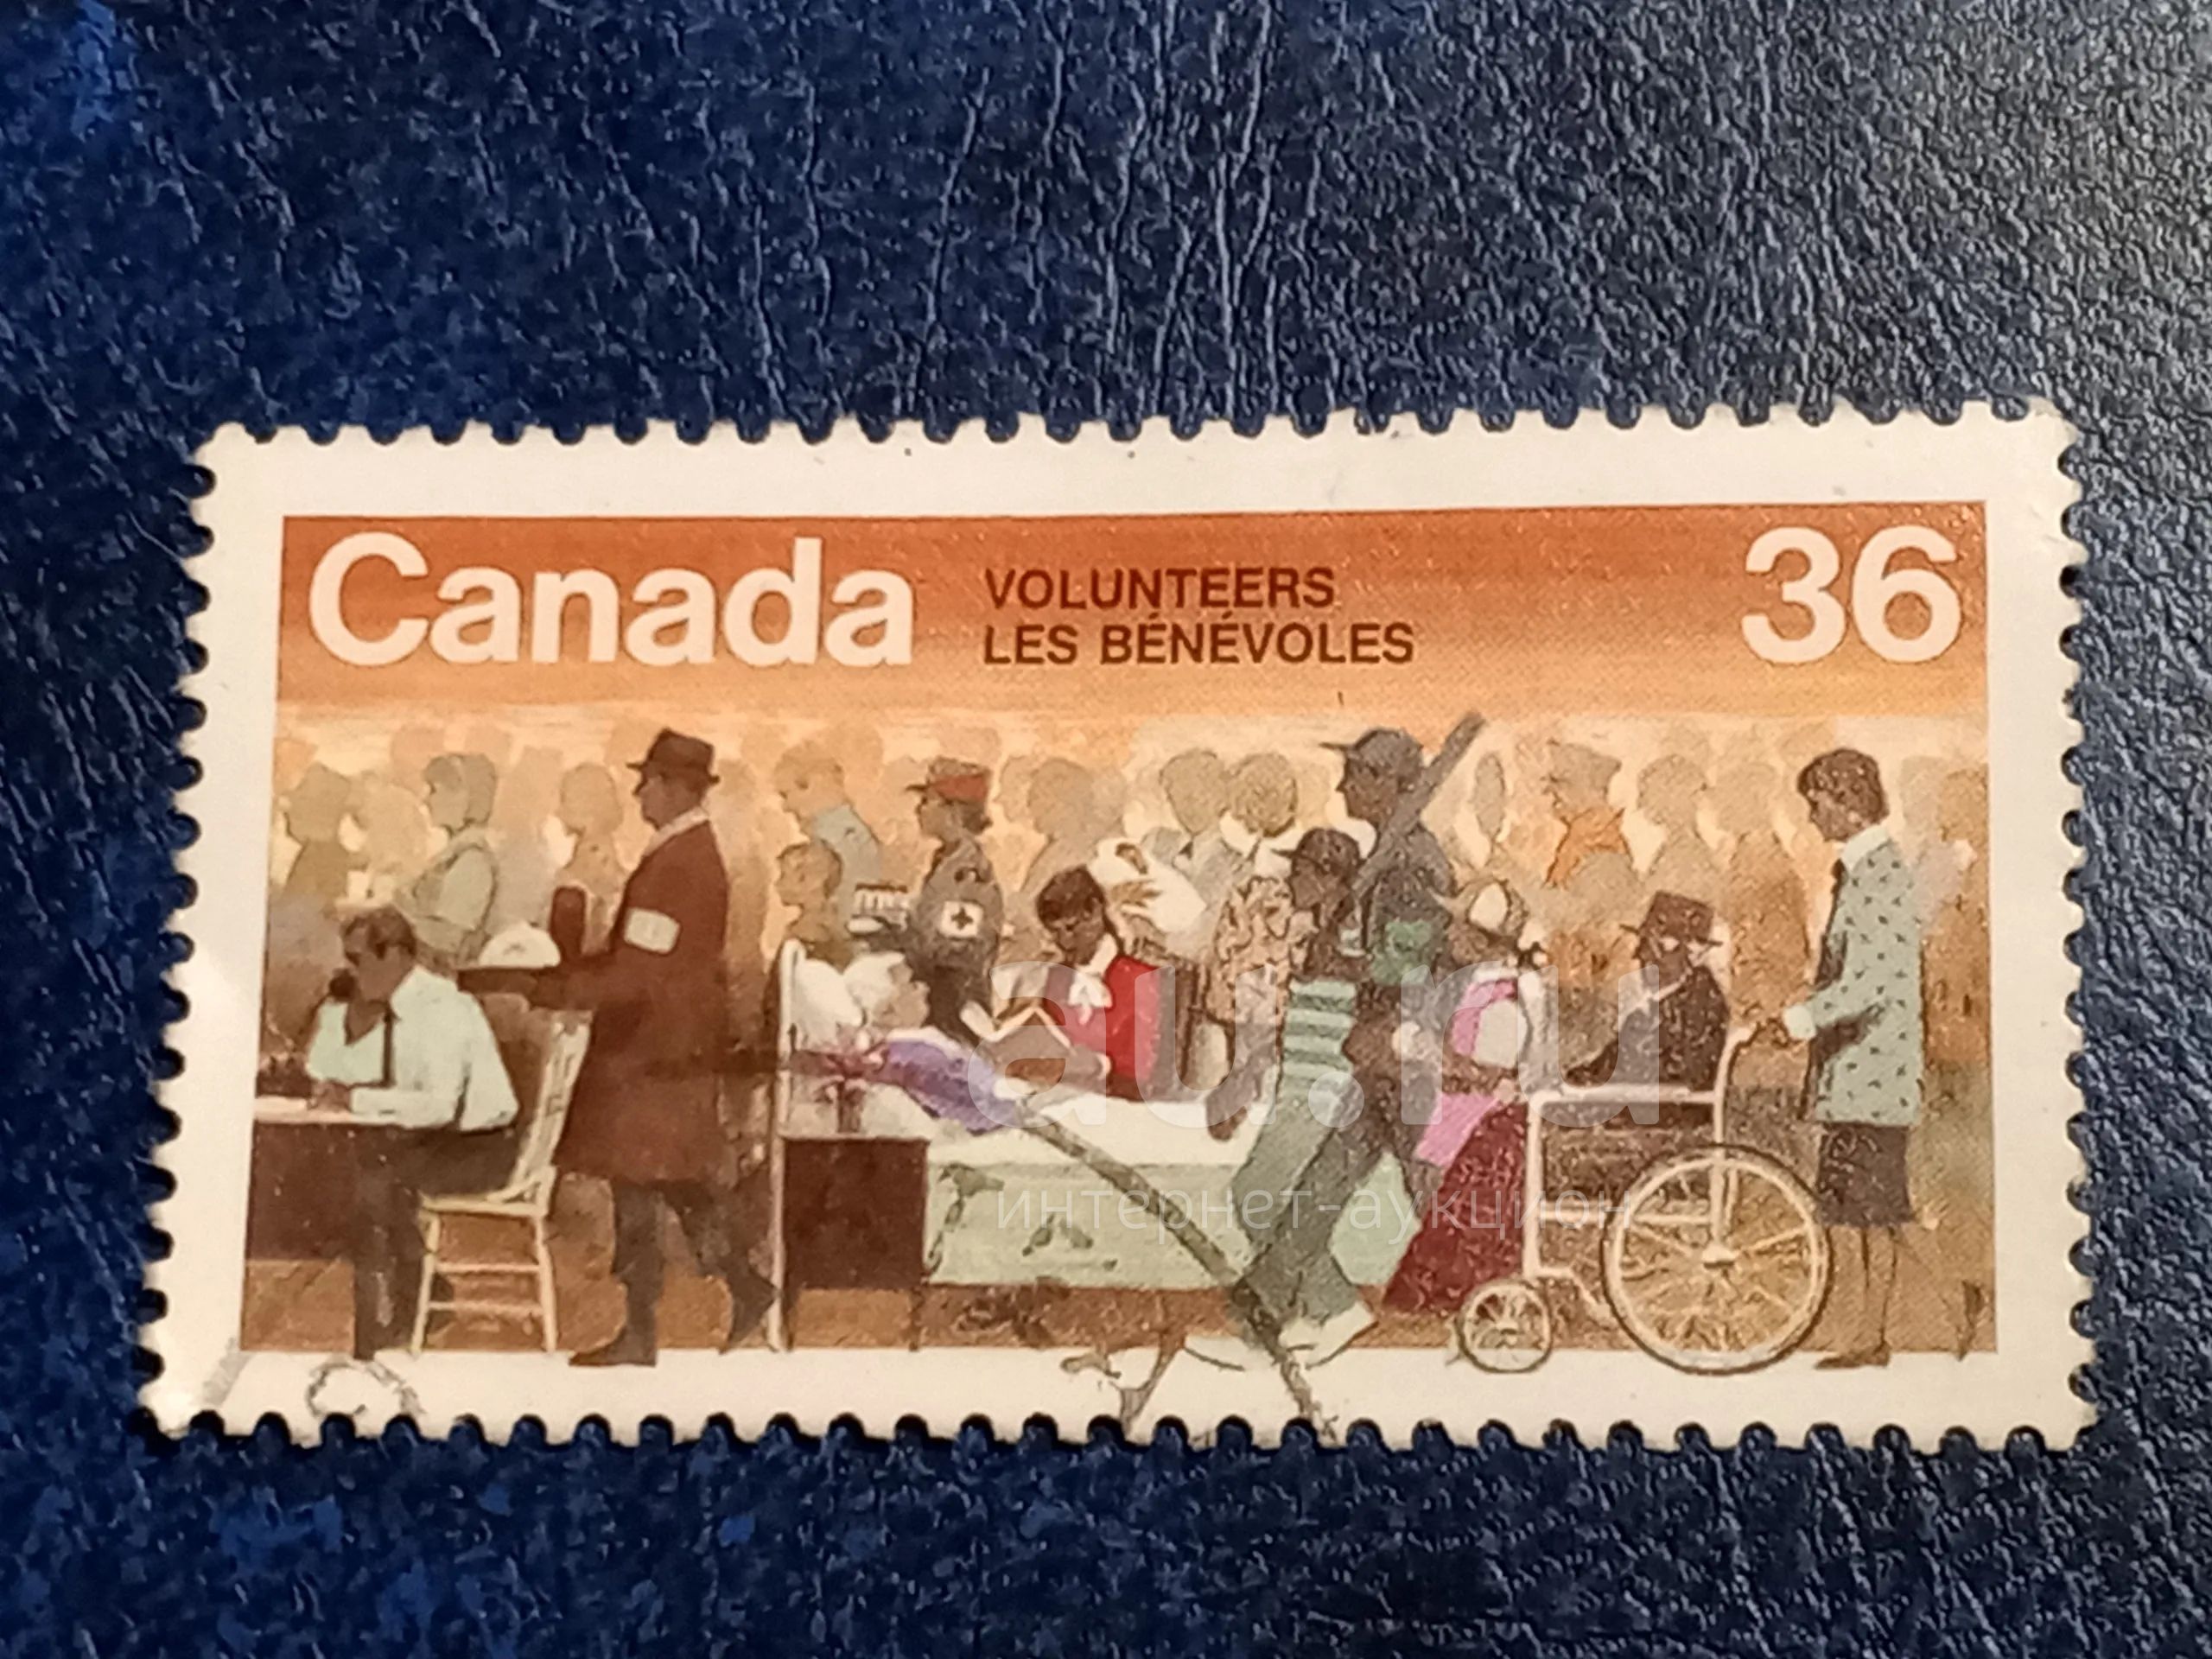 Canada
VOLUNTEERS
LES BÉNÉVOLES
36
au.ru
интернет-аукцион